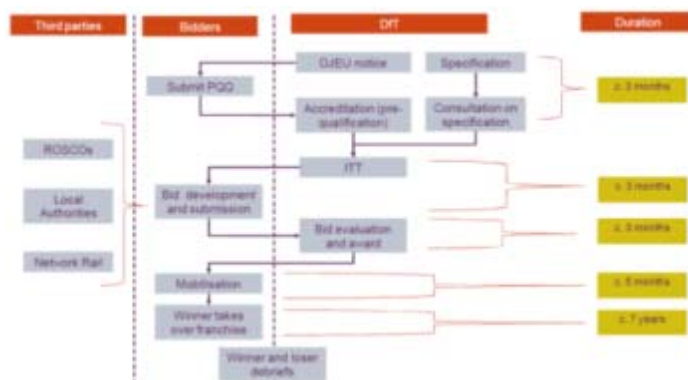 Third parties
Bidders
DfT
Duration
OJEU notice
Specification
Submit PQQ
c. 3 months
Accreditation (pre-
qualification)
Consultation on
specification
ROSCOs
ITT
Bid development
and submission
c. 3 months
Local
Authorities
Bid evaluation
and award
c. 3 months
Network Rail
Mobilisation
c. 5 months
Winner takes
over franchise
c. 7 years
Winner and loser
debriefs